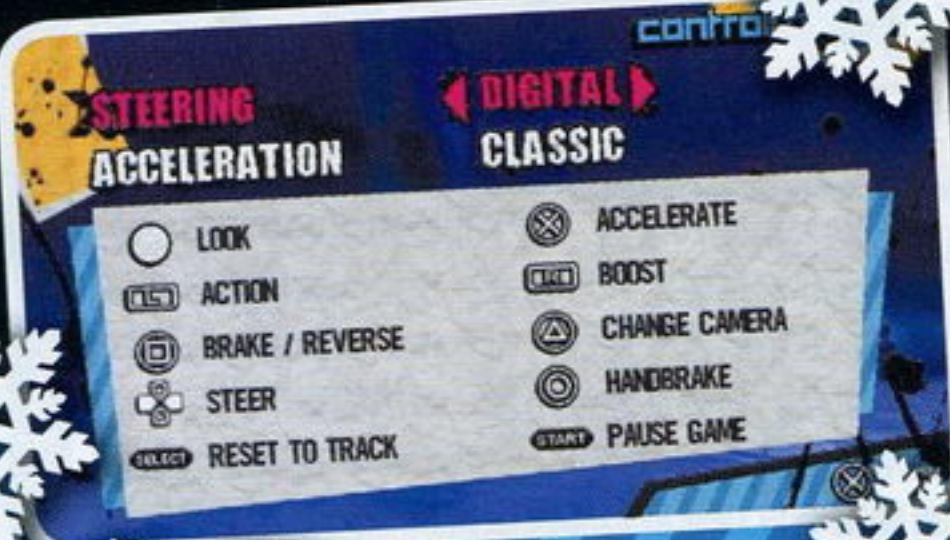 contro
STEERING DIGITAL
ACCELERATION CLASSIC
LOOK
ACTION
BRAKE / REVERSE
STEER
SELECT RESET TO TRACK
ACCELERATE
BOOST
CHANGE CAMERA
HANDBRAKE
START PAUSE GAME